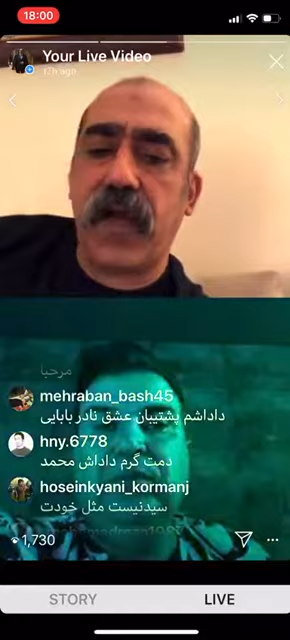 18:00
Your Live Video
17h ago
مرحبا
mehraban_bash45
داداشم پشتیبان عشق نادر بابایی
hny.6778
دمت گرم داداش محمد
hoseinkyani_kormanj
سیدنیست مثل خودت
1,730
STORY
LIVE